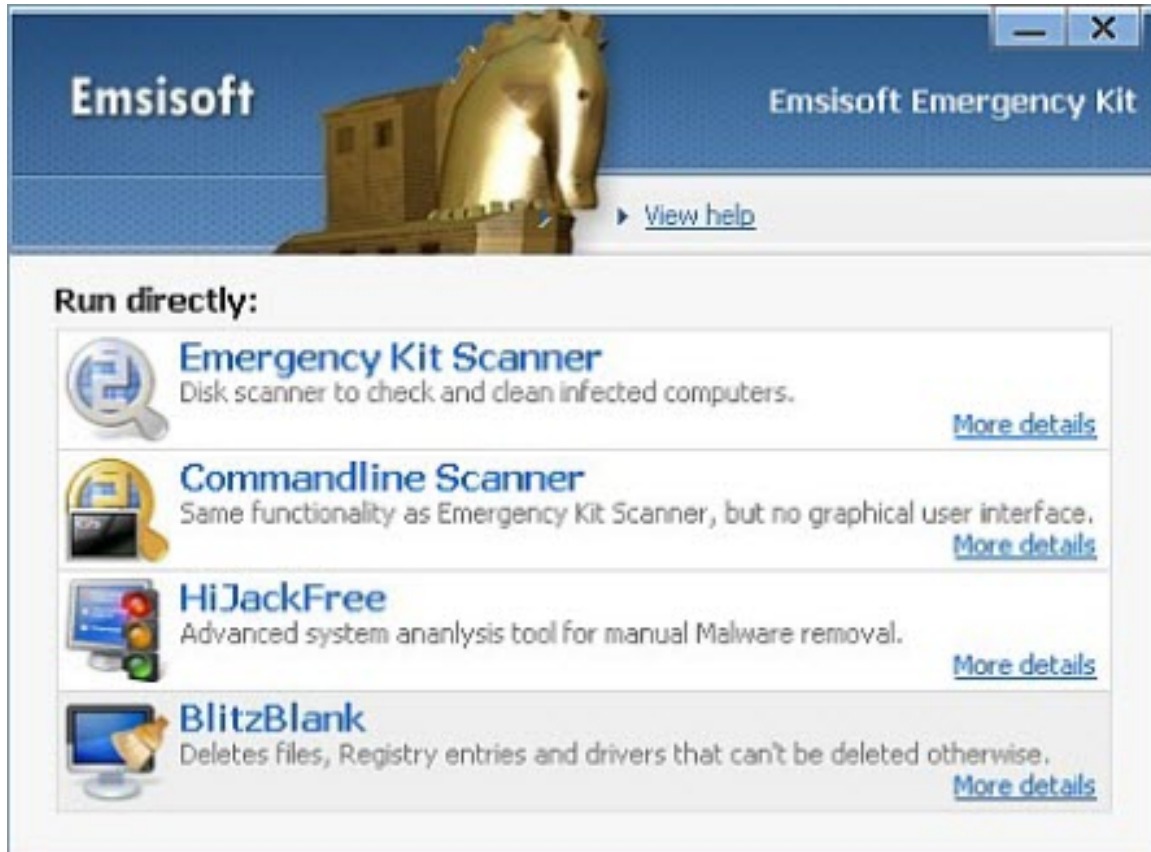 Emsisoft
Emsisoft Emergency Kit
View help
Run directly:
Emergency Kit Scanner
Disk scanner to check and clean infected computers.
More details
Commandline Scanner
Same functionality as Emergency Kit Scanner, but no graphical user interface.
More details
HiJackFree
Advanced system ananlysis tool for manual Malware removal.
More details
BlitzBlank
Deletes files, Registry entries and drivers that can't be deleted otherwise.
More details